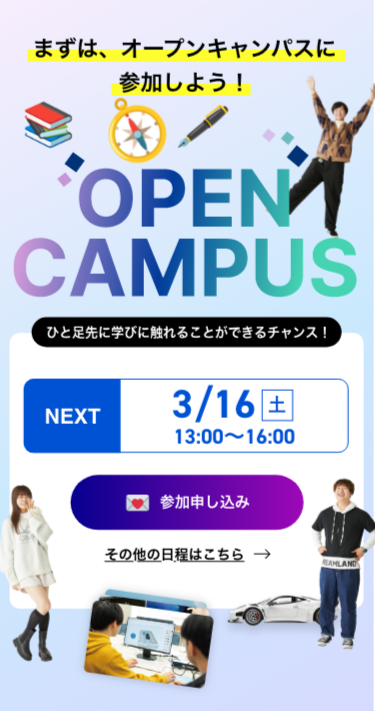 まずは、オープンキャンパスに
参加しよう！
OPEN
CAMPUS
ひと足先に学びに触れることができるチャンス！
NEXT
3/16 土
13:00〜16:00
参加申し込み
その他の日程はこちら →
REAMLAND